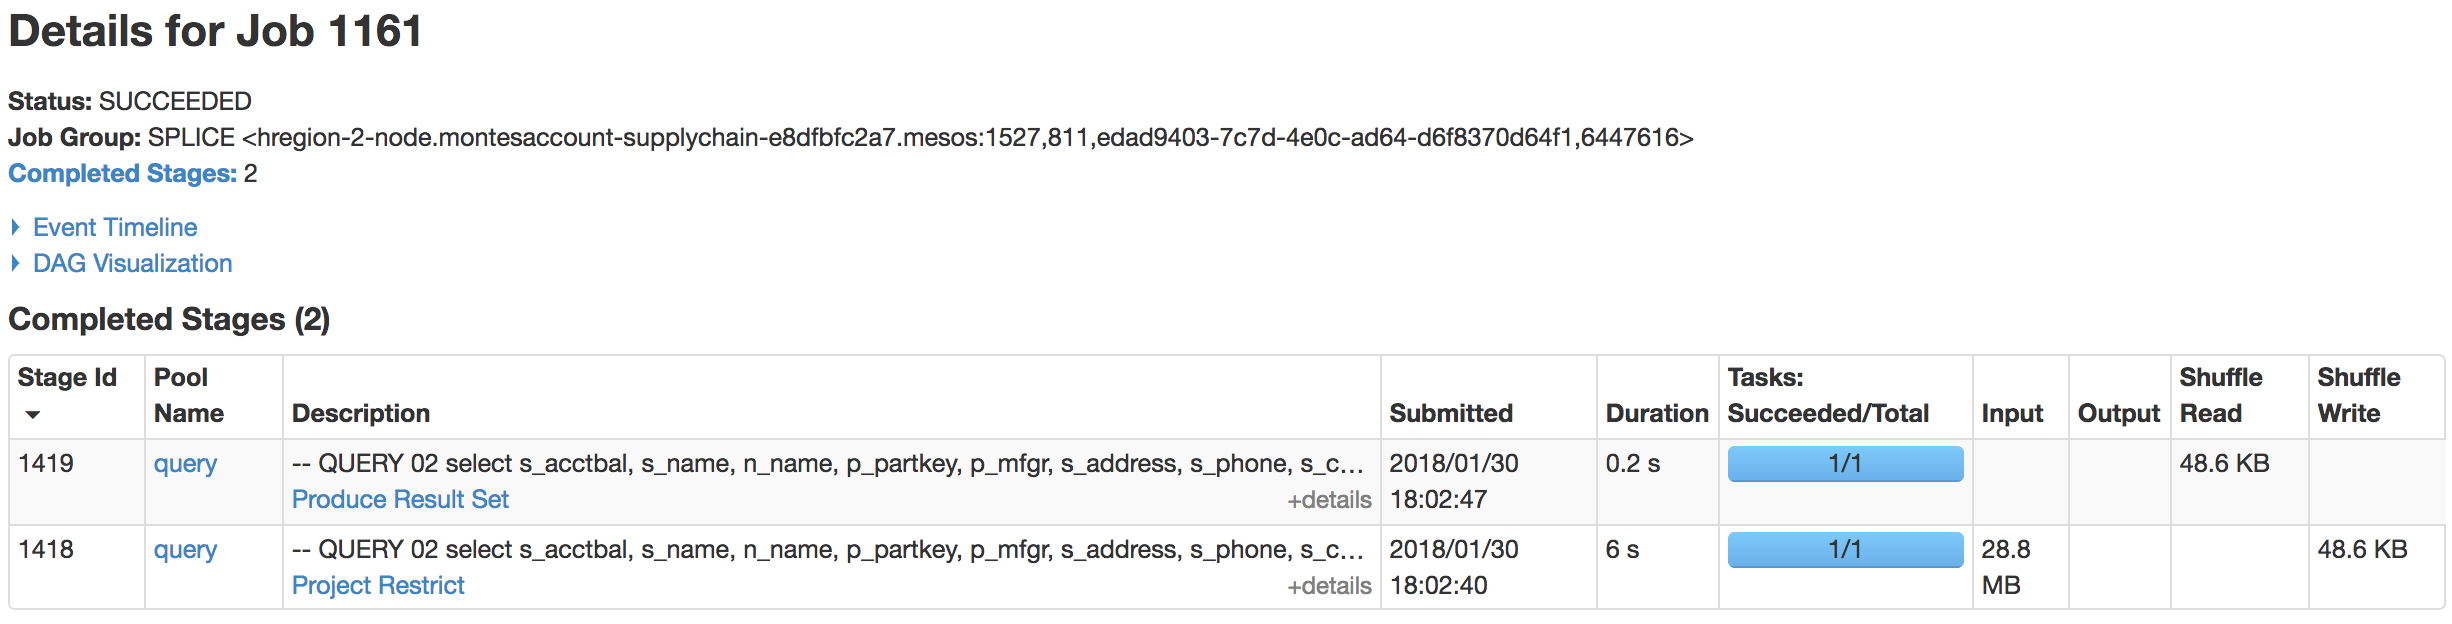 Details for Job 1161
Status: SUCCEEDED
Job Group: SPLICE <hregion-2-node.montesaccount-supplychain-e8dfbfc2a7.mesos:1527,811,edad9403-7c7d-4e0c-ad64-d6f8370d64f1,6447616>
Completed Stages: 2
Event Timeline
DAG Visualization
Completed Stages (2)
Stage Id
Pool Name
Description
Submitted
Duration
Tasks: Succeeded/Total
Input
Output
Shuffle Read
Shuffle Write
1419
query
-- QUERY 02 select s_acctbal, s_name, n_name, p_partkey, p_mfgr, s_address, s_phone, s_c...
Produce Result Set
+details
2018/01/30
18:02:47
0.2 s
1/1
48.6 KB
1418
query
-- QUERY 02 select s_acctbal, s_name, n_name, p_partkey, p_mfgr, s_address, s_phone, s_c...
Project Restrict
+details
2018/01/30
18:02:40
6 s
1/1
28.8
MB
48.6 KB